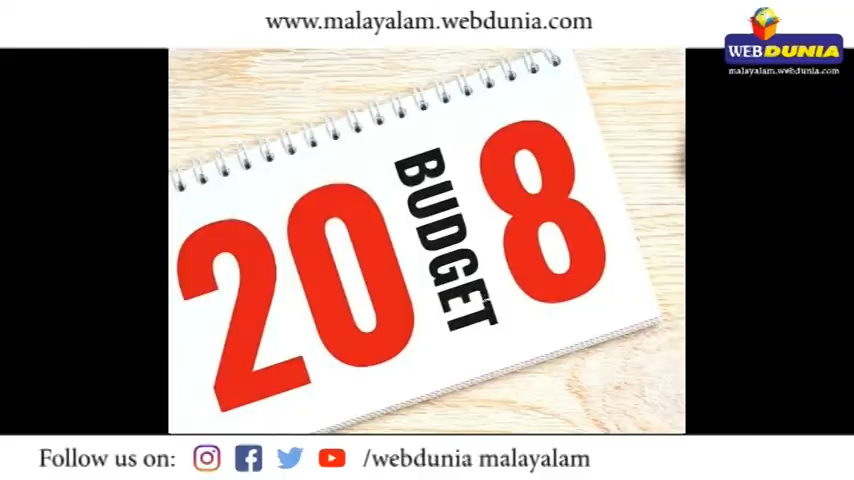 www.malayalam.webdunia.com
WEBDUNIA
malayalam.webdunia.com
20 BUDGET 8
Follow us on: /webdunia malayalam